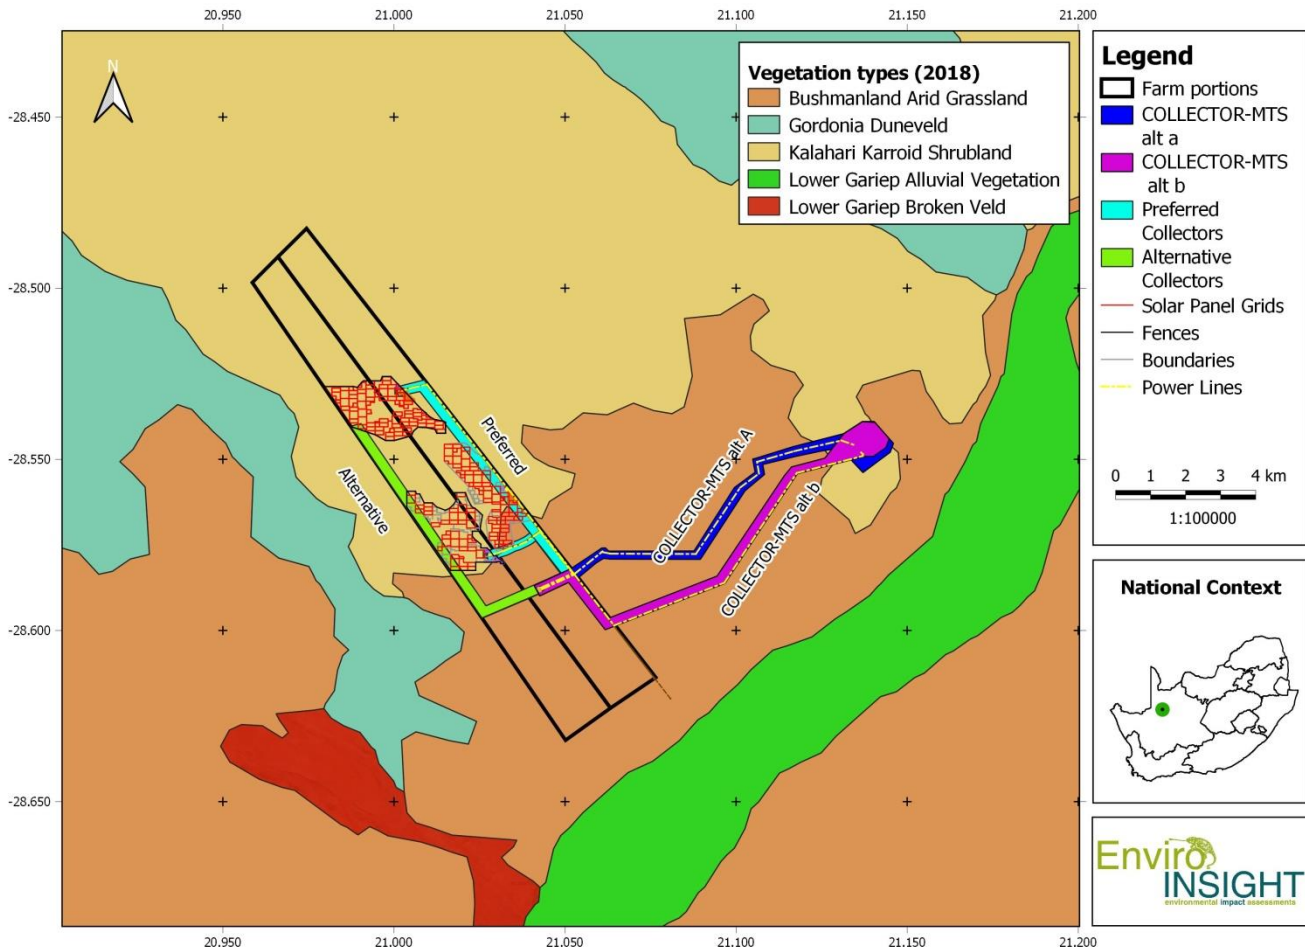 20.950 21.000 21.050 21.100 21.150 21.200
N
-28.450
-28.500
-28.550
-28.600
-28.650
Vegetation types (2018)
Bushmanland Arid Grassland
Gordonia Duneveld
Kalahari Karroid Shrubland
Lower Gariep Alluvial Vegetation
Lower Gariep Broken Veld
Preferred
Alternative
COLLECTOR-MTS alt A
COLLECTOR-MTS alt b
20.950 21.000 21.050 21.100 21.150 21.200
Legend
Farm portions
COLLECTOR-MTS
alt a
COLLECTOR-MTS
alt b
Preferred
Collectors
Alternative
Collectors
Solar Panel Grids
Fences
Boundaries
Power Lines
0 1 2 3 4 km
1:100000
National Context
Enviro
INSIGHT
environmental impact assessments